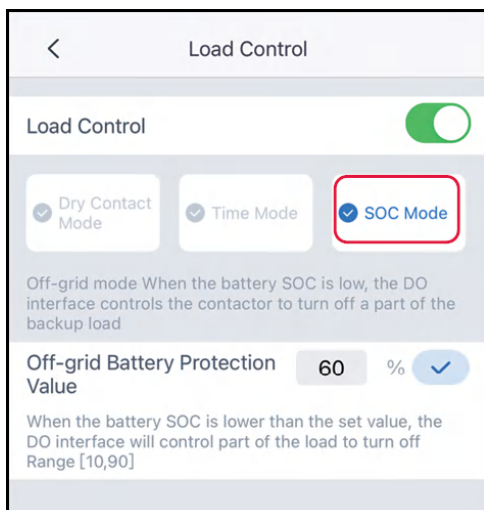 Load Control
Load Control
Dry Contact
Mode
Time Mode
SOC Mode
Off-grid mode When the battery SOC is low, the DO
interface controls the contactor to turn off a part of the
backup load
Off-grid Battery Protection
Value
60 %
When the battery SOC is lower than the set value, the
DO interface will control part of the load to turn off
Range [10,90]